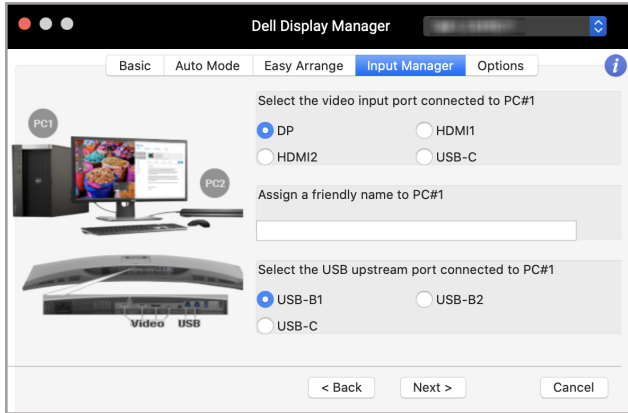 Dell Display Manager
Basic
Auto Mode
Easy Arrange
Input Manager
Options
i
Select the video input port connected to PC#1
PC1
DP
HDMI1
HDMI2
USB-C
PC2
Assign a friendly name to PC#1
Select the USB upstream port connected to PC#1
USB-B1
USB-B2
Video USB
USB-C
< Back
Next >
Cancel